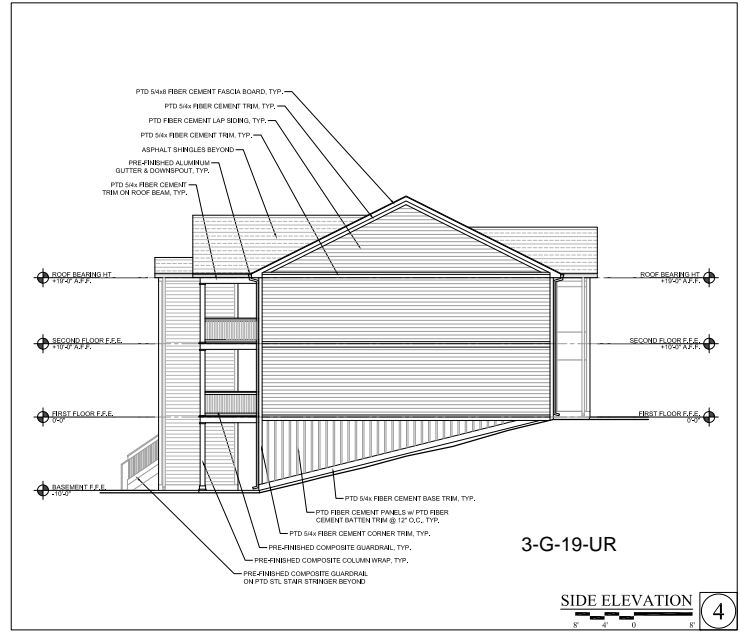 PTD 5/4x8 FIBER CEMENT FASCIA BOARD, TYP.
PTD 5/4x FIBER CEMENT TRIM, TYP.
PTD FIBER CEMENT LAP SIDING, TYP.
PTD 5/4x FIBER CEMENT TRIM, TYP.
ASPHALT SHINGLES BEYOND
PRE-FINISHED ALUMINUM
GUTTER & DOWNSPOUT, TYP.
PTD 5/4x FIBER CEMENT
TRIM ON ROOF BEAM, TYP.
ROOF BEARING HT
+19'-0" A.F.F.
ROOF BEARING HT
+19'-0" A.F.F.
SECOND FLOOR F.F.E.
+10'-0" A.F.F.
SECOND FLOOR F.F.E.
+10'-0" A.F.F.
FIRST FLOOR F.F.E.
0'-0"
FIRST FLOOR F.F.E.
0'-0"
BASEMENT F.F.E.
-10'-0"
PTD 5/4x FIBER CEMENT BASE TRIM, TYP.
PTD FIBER CEMENT PANELS w/ PTD FIBER
CEMENT BATTEN TRIM @ 12" O.C., TYP.
PTD 5/4x FIBER CEMENT CORNER TRIM, TYP.
PRE-FINISHED COMPOSITE GUARDRAIL, TYP.
PRE-FINISHED COMPOSITE COLUMN WRAP, TYP.
PRE-FINISHED COMPOSITE GUARDRAIL
ON PTD STL STAIR STRINGER BEYOND
3-G-19-UR
SIDE ELEVATION
4
8' 4' 0 8'